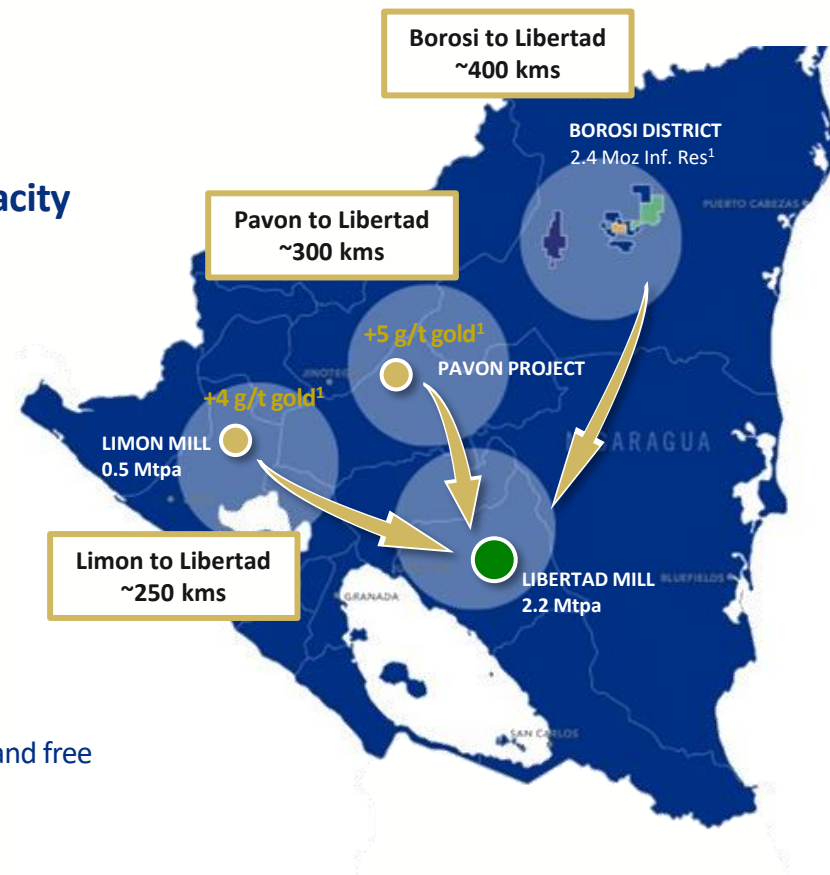 Borosi to Libertad
~400 kms
BOROSI DISTRICT
2.4 Moz Inf. Res¹
acity
PUERTO CABEZAS
Pavon to Libertad
~300 kms
+5 g/t gold¹
JINOTEGA
PAVON PROJECT
+4 g/t gold¹
LIMON MILL
0.5 Mtpa
NICARAGUA
Limon to Libertad
~250 kms
LIBERTAD MILL
2.2 Mtpa
BLUEFIELDS
GRANADA
SAN CARLOS
and free